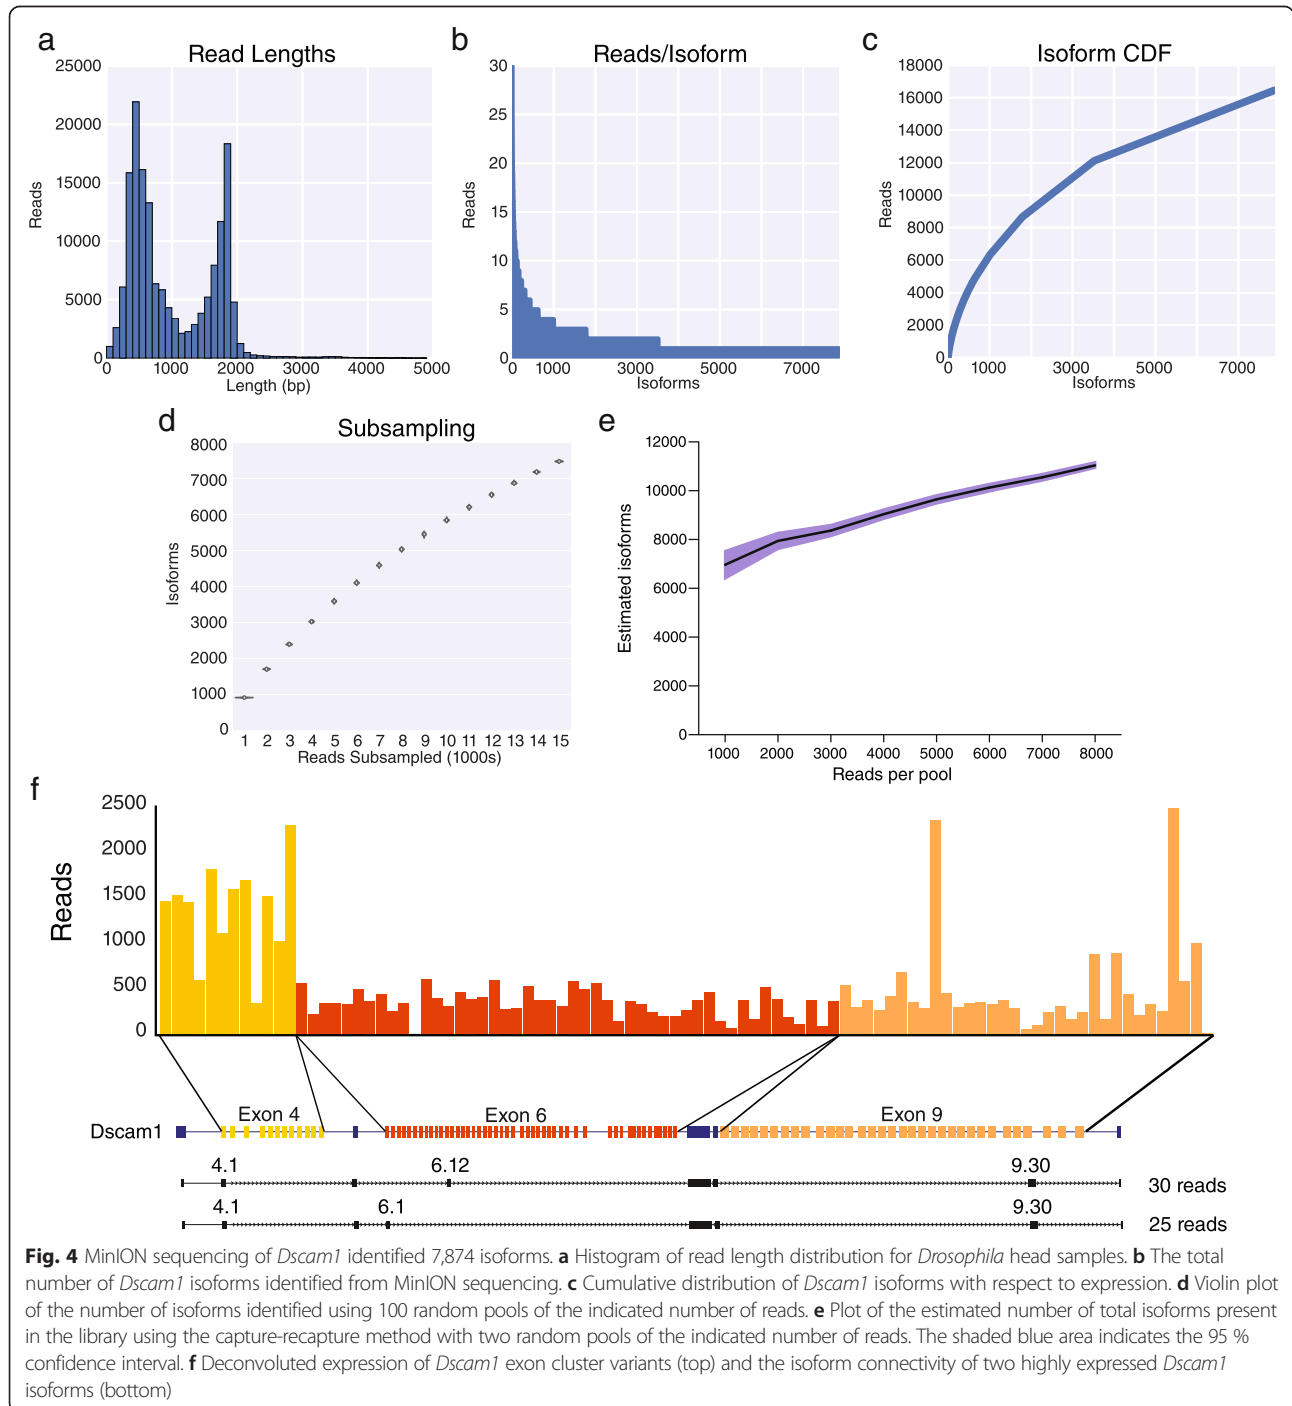 a
Read Lengths
25000
20000
15000
10000
5000
0
Reads
0 1000 2000 3000 4000 5000
Length (bp)
b
Reads/Isoform
30
25
20
15
10
5
0
Reads
0 1000 3000 5000 7000
Isoforms
c
Isoform CDF
18000
16000
14000
12000
10000
8000
6000
4000
2000
0
Reads
0 1000 3000 5000 7000
Isoforms
d
Subsampling
8000
7000
6000
5000
4000
3000
2000
1000
0
Isoforms
1 2 3 4 5 6 7 8 9 10 11 12 13 14 15
Reads Subsampled (1000s)
e
12000
10000
8000
6000
4000
2000
0
Estimated isoforms
1000 2000 3000 4000 5000 6000 7000 8000
Reads per pool
f
2500
2000
1500
1000
500
0
Reads
Exon 4 Exon 6 Exon 9
Dscam1
4.1 6.12 9.30
30 reads
4.1 6.1 9.30
25 reads
Fig. 4 MinION sequencing of Dscam1 identified 7,874 isoforms. a Histogram of read length distribution for Drosophila head samples. b The total
number of Dscam1 isoforms identified from MinION sequencing. c Cumulative distribution of Dscam1 isoforms with respect to expression. d Violin plot
of the number of isoforms identified using 100 random pools of the indicated number of reads. e Plot of the estimated number of total isoforms present
in the library using the capture-recapture method with two random pools of the indicated number of reads. The shaded blue area indicates the 95 %
confidence interval. f Deconvoluted expression of Dscam1 exon cluster variants (top) and the isoform connectivity of two highly expressed Dscam1
isoforms (bottom)